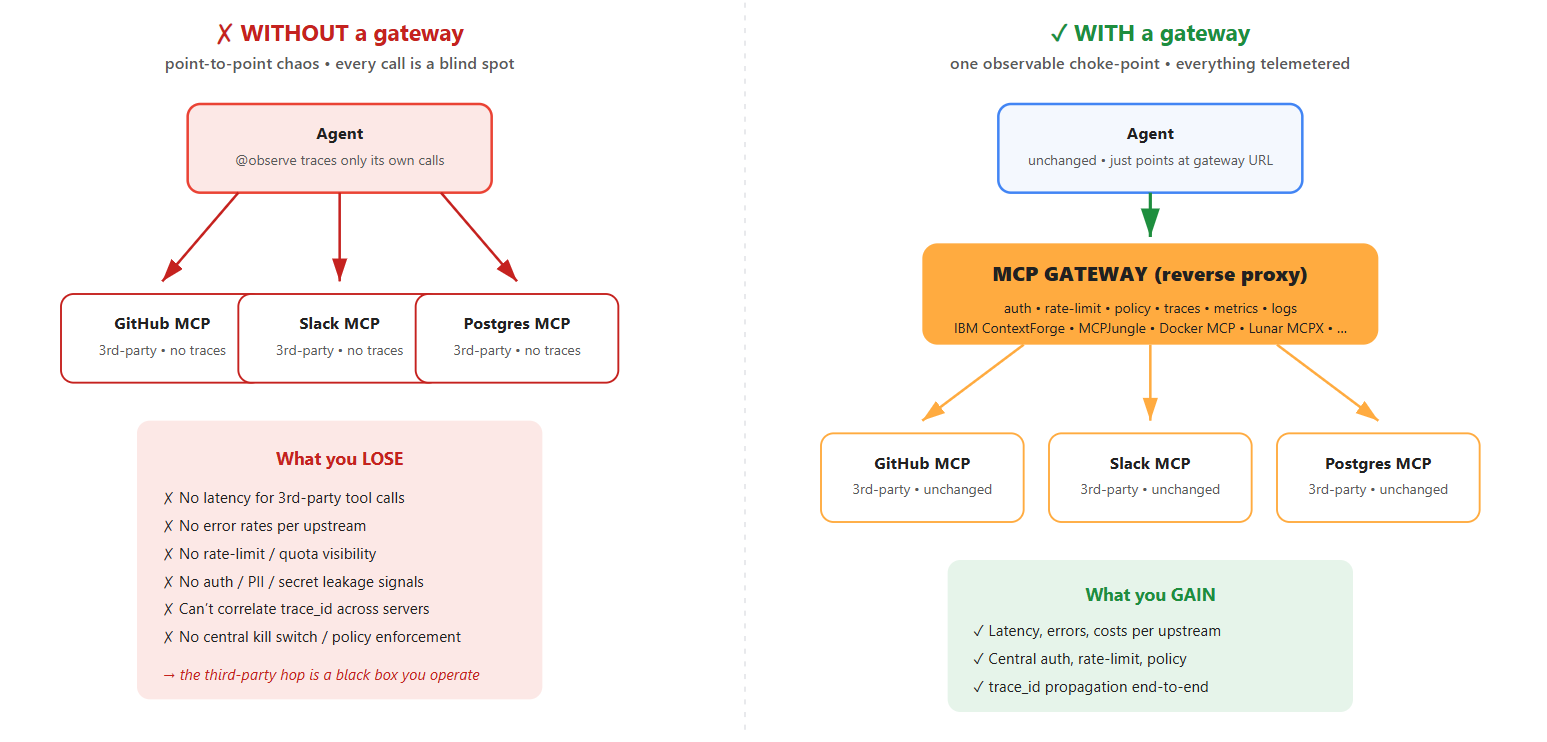 ✗ WITHOUT a gateway
point-to-point chaos • every call is a blind spot
Agent
@observe traces only its own calls
GitHub MCP
3rd-party • no traces
Slack MCP
3rd-party • no traces
Postgres MCP
3rd-party • no traces
What you LOSE
✗ No latency for 3rd-party tool calls
✗ No error rates per upstream
✗ No rate-limit / quota visibility
✗ No auth / PII / secret leakage signals
✗ Can’t correlate trace_id across servers
✗ No central kill switch / policy enforcement
→ the third-party hop is a black box you operate
✓ WITH a gateway
one observable choke-point • everything telemetered
Agent
unchanged • just points at gateway URL
MCP GATEWAY (reverse proxy)
auth • rate-limit • policy • traces • metrics • logs
IBM ContextForge • MCPJungle • Docker MCP • Lunar MCPX • ...
GitHub MCP
3rd-party • unchanged
Slack MCP
3rd-party • unchanged
Postgres MCP
3rd-party • unchanged
What you GAIN
✓ Latency, errors, costs per upstream
✓ Central auth, rate-limit, policy
✓ trace_id propagation end-to-end